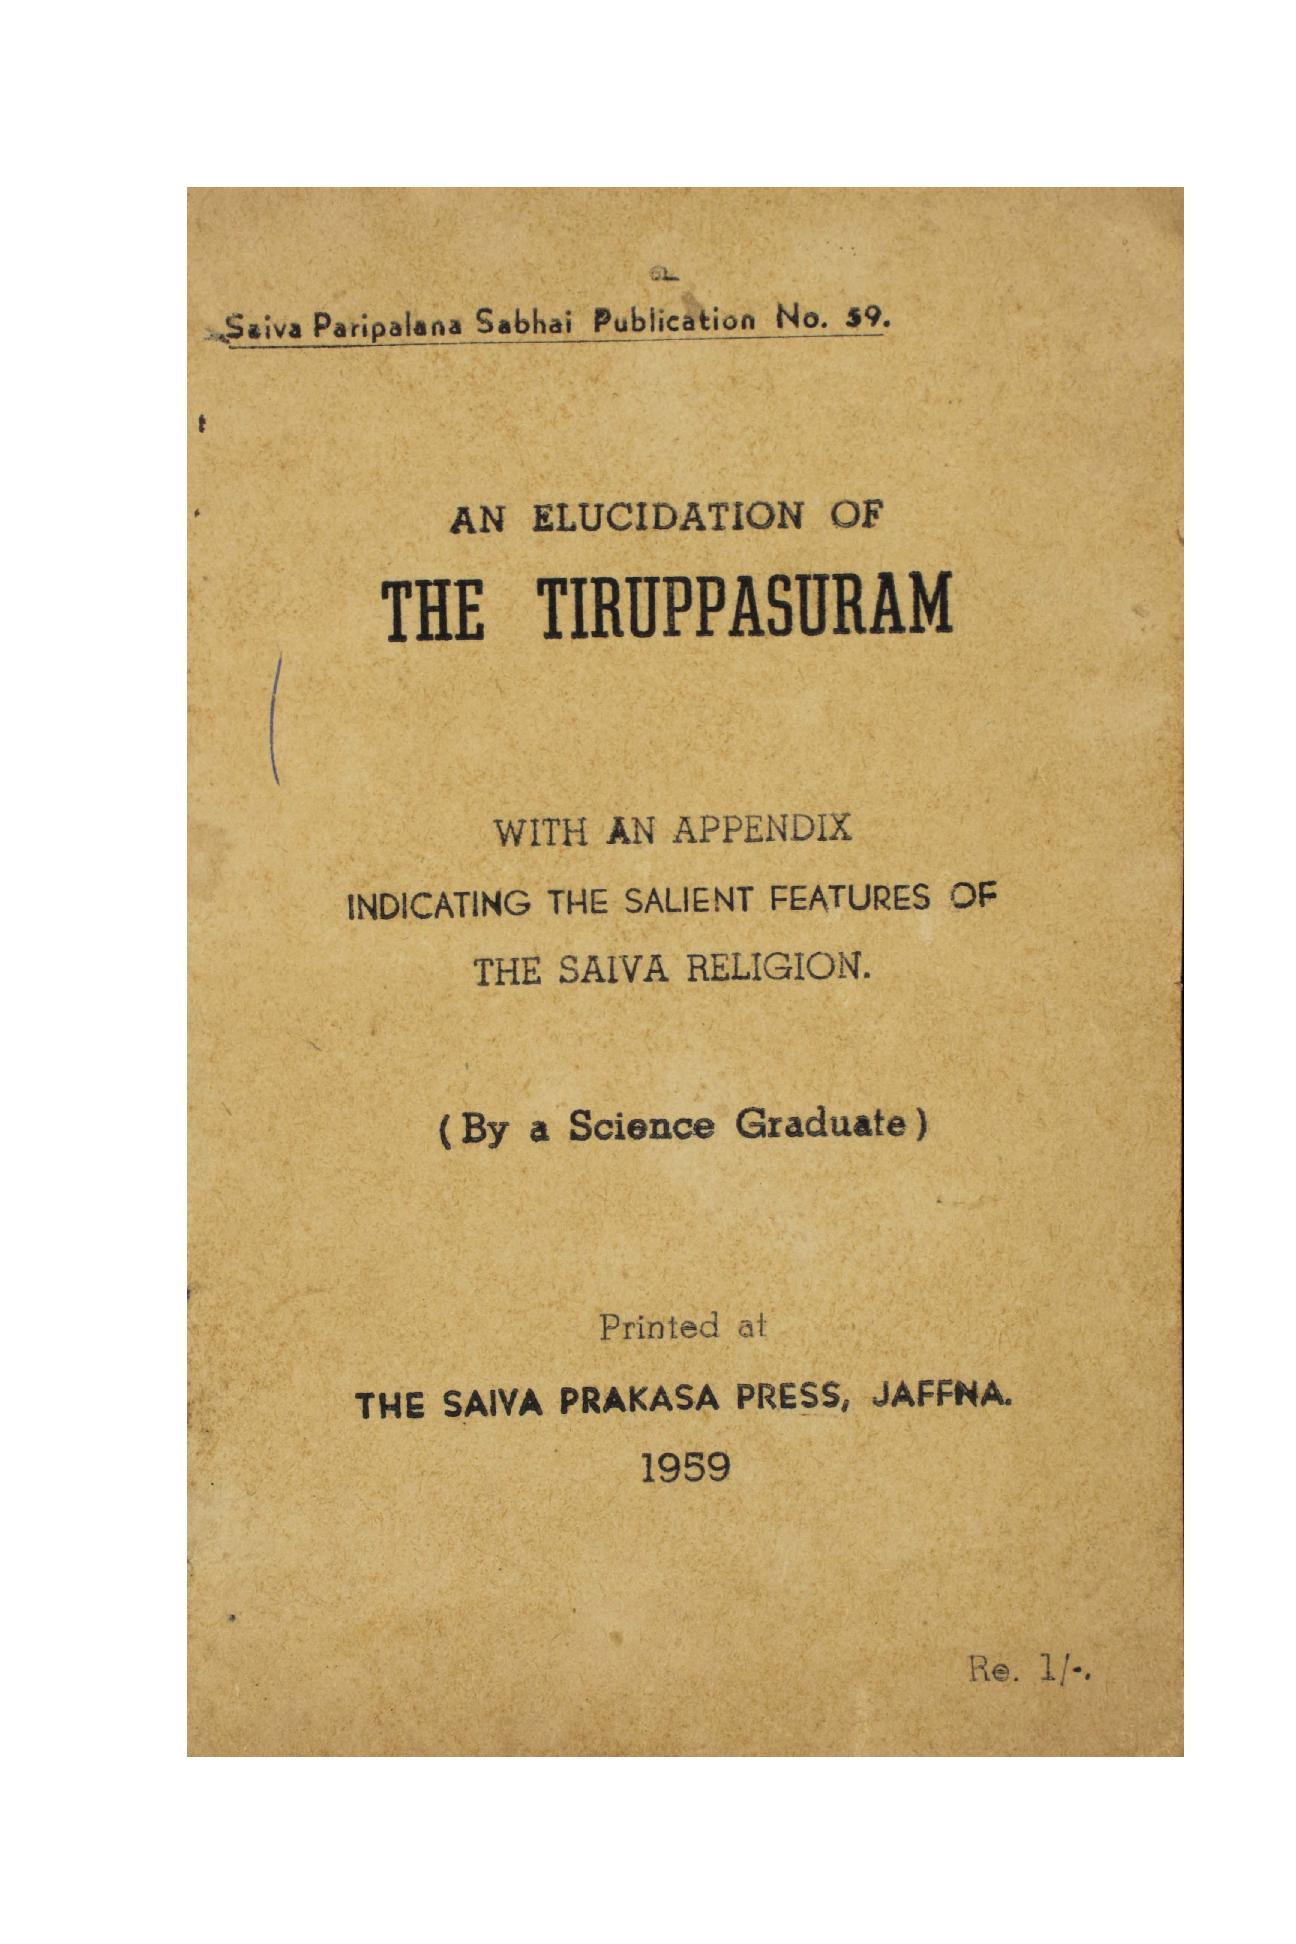 உ
Saiva Paripalana Sabhai Publication No. 59.
AN ELUCIDATION OF
THE TIRUPPASURAM
WITH AN APPENDIX
INDICATING THE SALIENT FEATURES OF
THE SAIVA RELIGION.
(By a Science Graduate)
Printed at
THE SAIVA PRAKASA PRESS, JAFFNA.
1959
Re. 1/-.